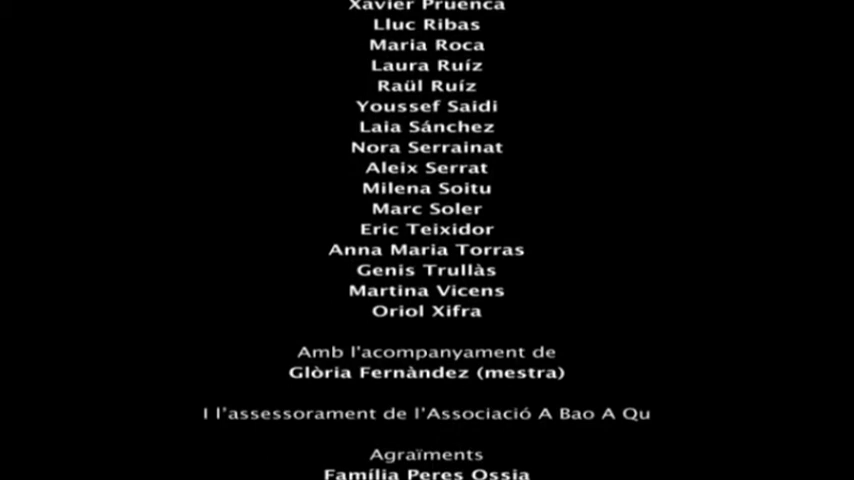 Xavier Pruenca
Lluc Ribas
Maria Roca
Laura Ruíz
Raül Ruíz
Youssef Saidi
Laia Sánchez
Nora Serrainat
Aleix Serrat
Milena Soitu
Marc Soler
Eric Teixidor
Anna Maria Torras
Genis Trullàs
Martina Vicens
Oriol Xifra
Amb l'acompanyament de
Glòria Fernàndez (mestra)
I l'assessorament de l'Associació A Bao A Qu
Agraïments
Família Peres Ossia